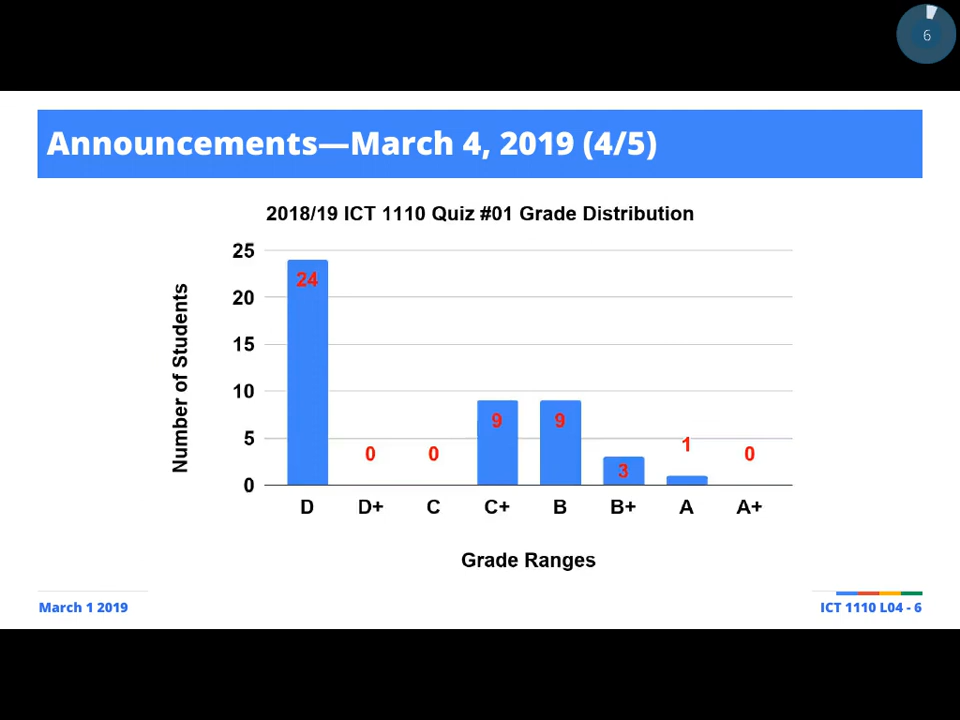 6
Announcements—March 4, 2019 (4/5)
2018/19 ICT 1110 Quiz #01 Grade Distribution
Number of Students
25
20
15
10
5
0
24
0
0
9
9
3
1
0
D D+ C C+ B B+ A A+
Grade Ranges
March 1 2019
ICT 1110 L04 - 6